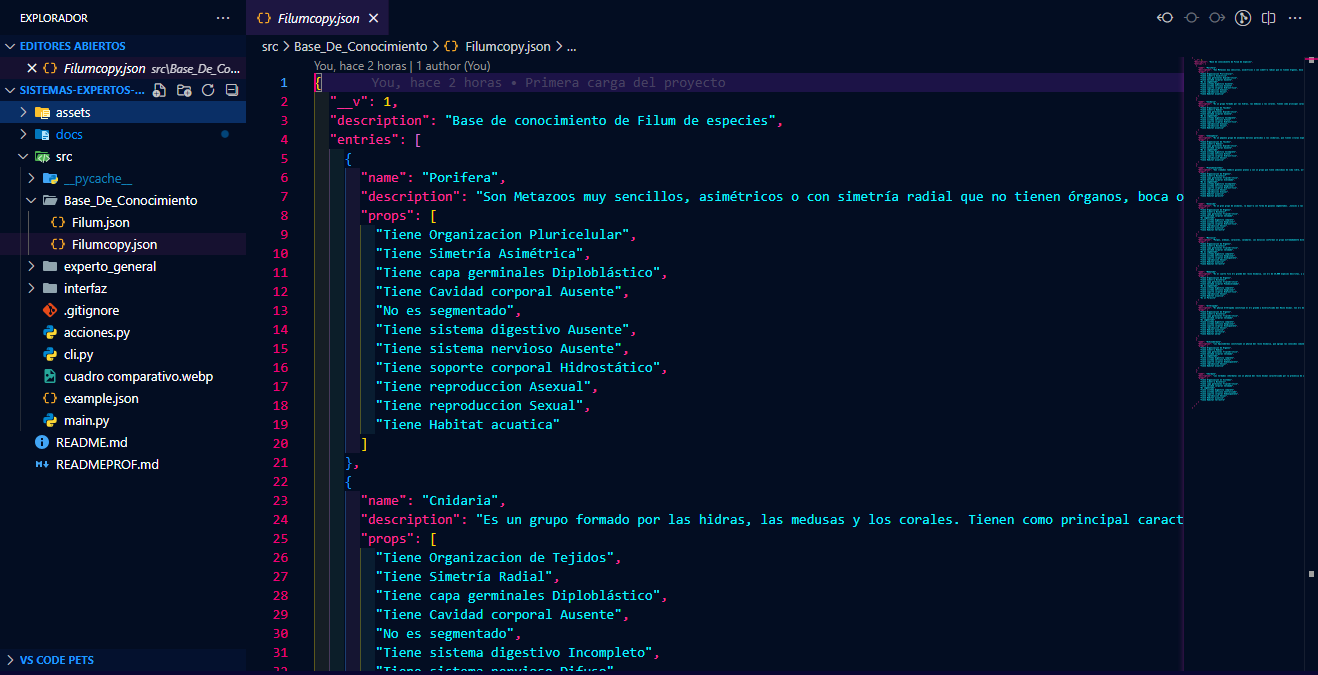 EXPLORADOR
EDITORES ABIERTOS
Filumcopy.json src\Base_De_Co...
SISTEMAS-EXPERTOS-...
assets
docs
src
__pycache__
Base_De_Conocimiento
Filum.json
Filumcopy.json
experto_general
interfaz
.gitignore
acciones.py
cli.py
cuadro comparativo.webp
example.json
main.py
README.md
READMEPROF.md
VS CODE PETS
Filumcopy.json
src > Base_De_Conocimiento > {} Filumcopy.json > ...
You, hace 2 horas | 1 author (You)
1 { You, hace 2 horas • Primera carga del proyecto
2 "__v": 1,
3 "description": "Base de conocimiento de Filum de especies",
4 "entries": [
5 {
6 "name": "Porifera",
7 "description": "Son Metazoos muy sencillos, asimétricos o con simetría radial que no tienen órganos, boca o
8 "props": [
9 "Tiene Organizacion Pluricelular",
10 "Tiene Simetría Asimétrica",
11 "Tiene capa germinales Diploblástico",
12 "Tiene Cavidad corporal Ausente",
13 "No es segmentado",
14 "Tiene sistema digestivo Ausente",
15 "Tiene sistema nervioso Ausente",
16 "Tiene soporte corporal Hidrostático",
17 "Tiene reproduccion Asexual",
18 "Tiene reproduccion Sexual",
19 "Tiene Habitat acuatica"
20 ]
21 },
22 {
23 "name": "Cnidaria",
24 "description": "Es un grupo formado por las hidras, las medusas y los corales. Tienen como principal caract
25 "props": [
26 "Tiene Organizacion de Tejidos",
27 "Tiene Simetría Radial",
28 "Tiene capa germinales Diploblástico",
29 "Tiene Cavidad corporal Ausente",
30 "No es segmentado",
31 "Tiene sistema digestivo Incompleto",
32 "Tiene sistema nervioso Difuso"